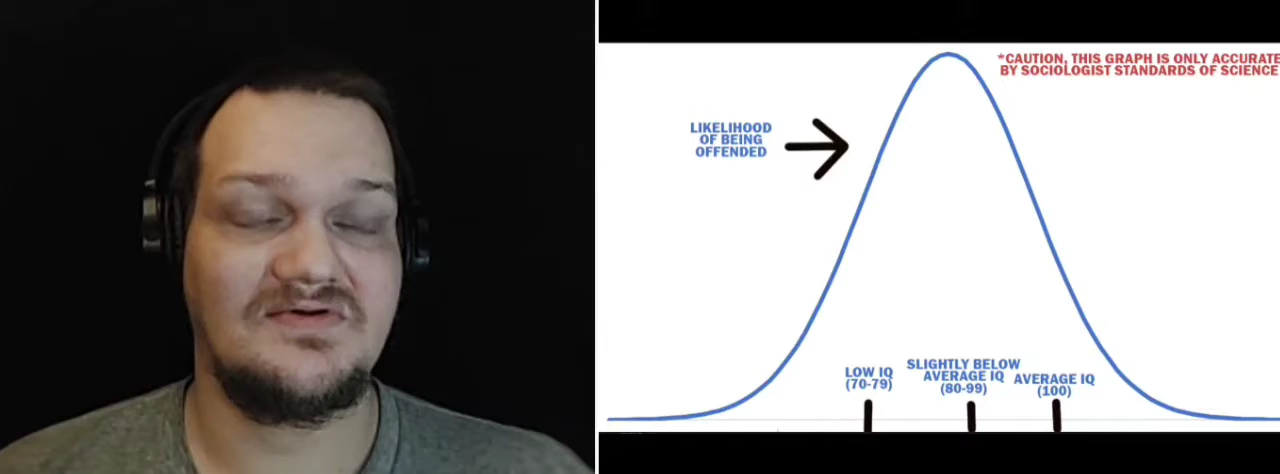 *CAUTION, THIS GRAPH IS ONLY ACCURATE
BY SOCIOLOGIST STANDARDS OF SCIENCE
LIKELIHOOD
OF BEING
OFFENDED
LOW IQ
(70-79)
SLIGHTLY BELOW
AVERAGE IQ
(80-99)
AVERAGE IQ
(100)